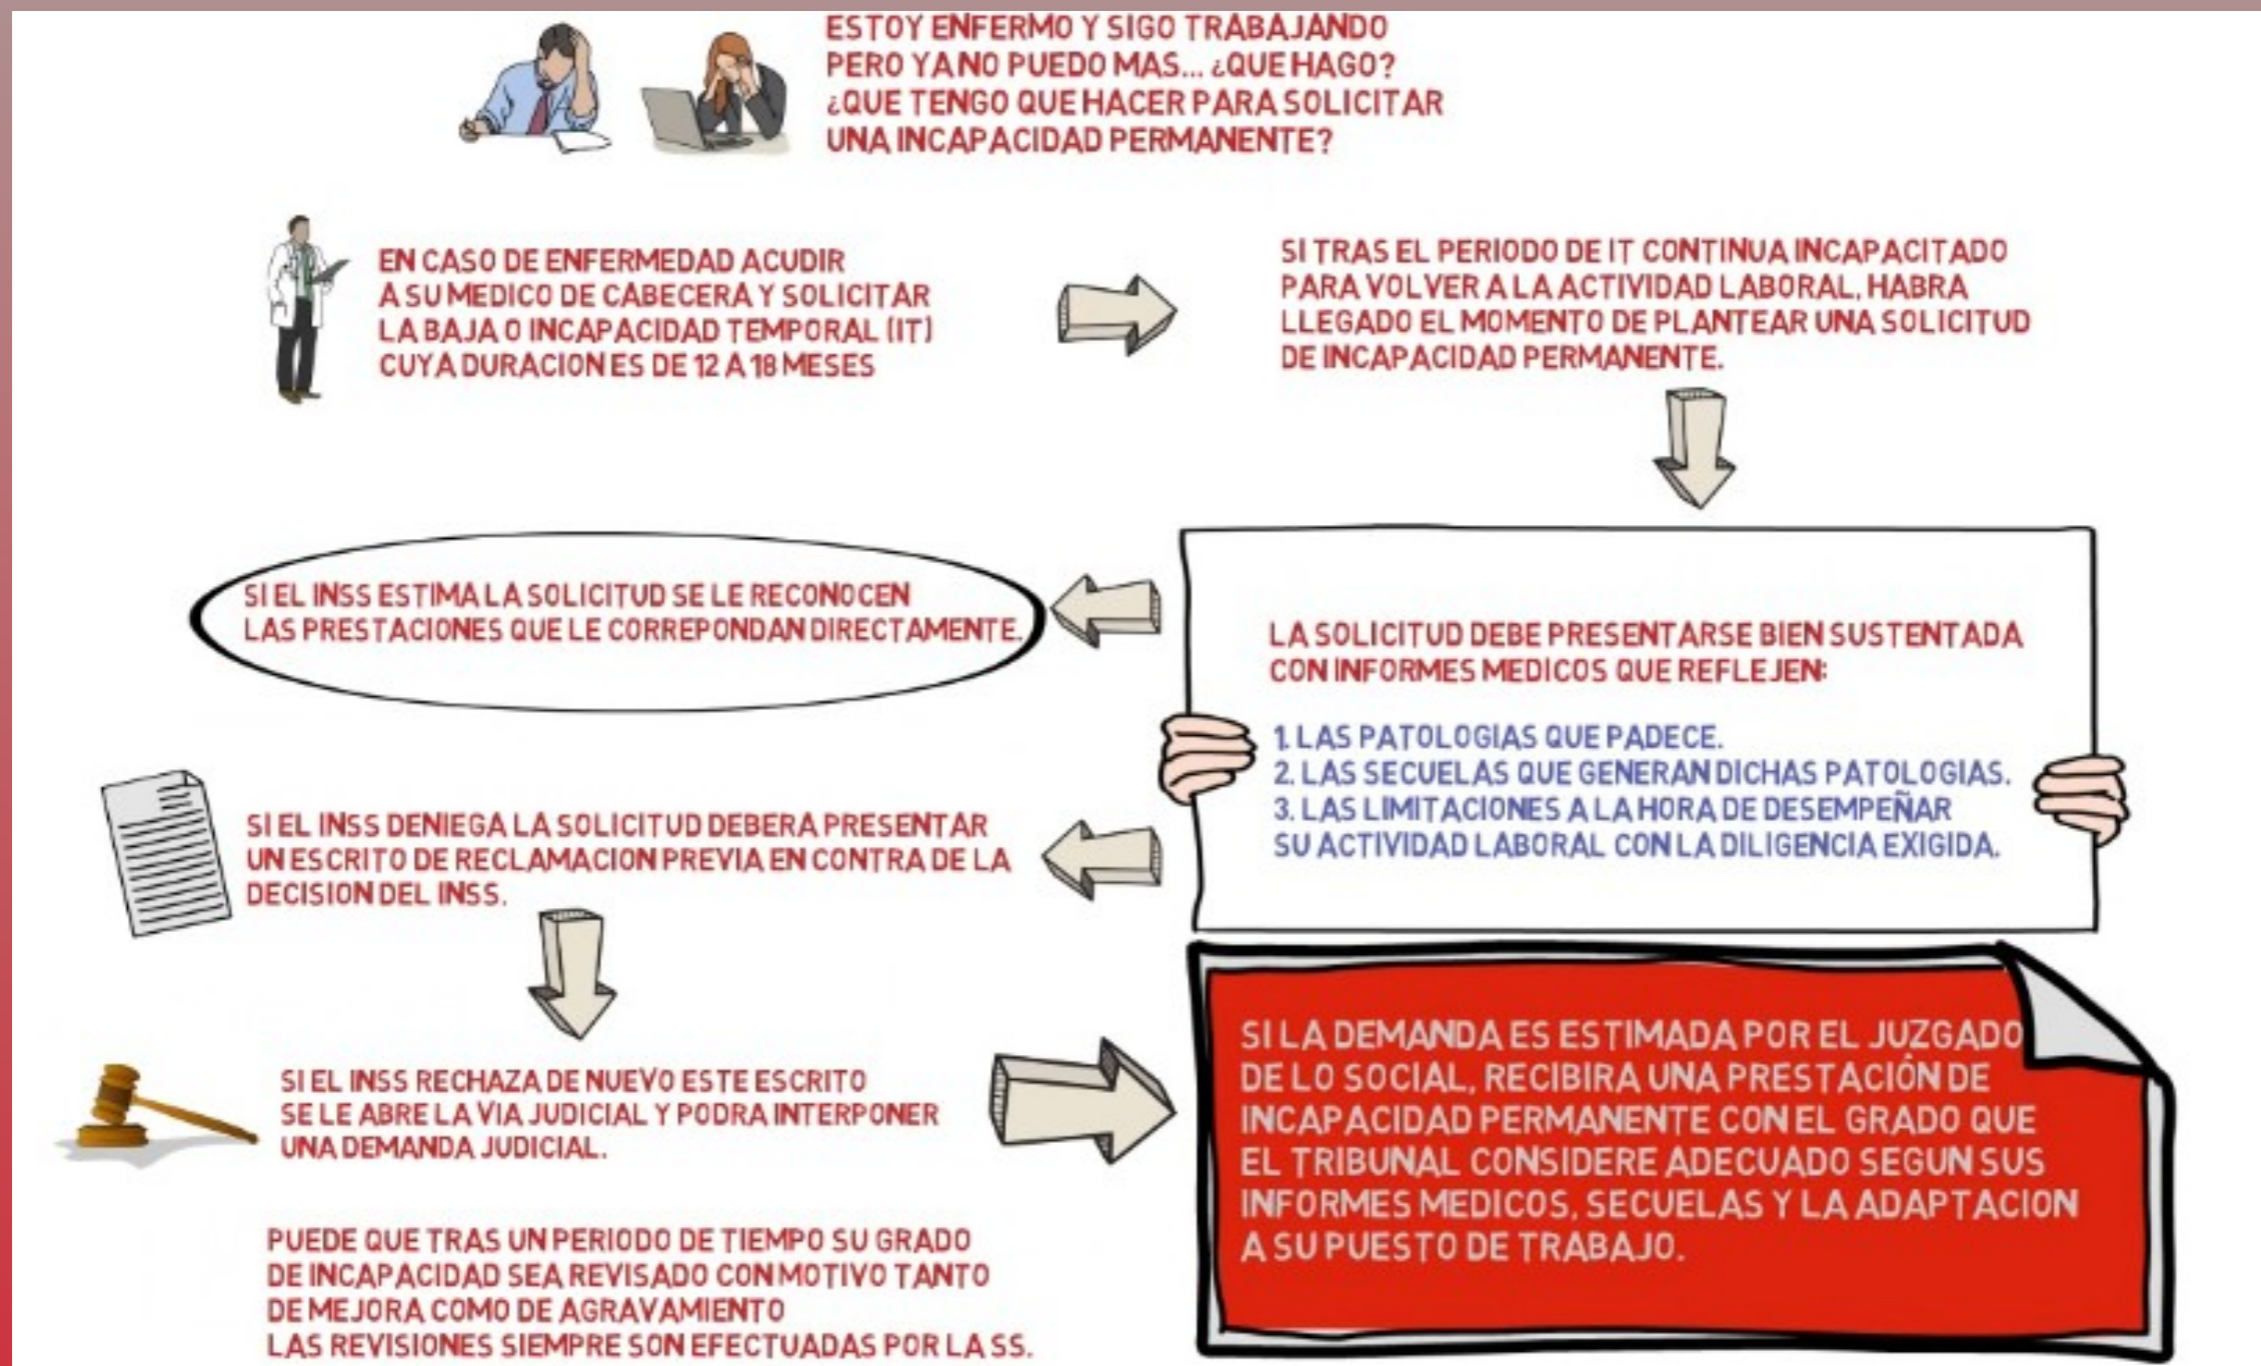 ESTOY ENFERMO Y SIGO TRABAJANDO
PERO YA NO PUEDO MAS... ¿QUE HAGO?
¿QUE TENGO QUE HACER PARA SOLICITAR
UNA INCAPACIDAD PERMANENTE?
EN CASO DE ENFERMEDAD ACUDIR
A SU MEDICO DE CABECERA Y SOLICITAR
LA BAJA O INCAPACIDAD TEMPORAL (IT)
CUYA DURACION ES DE 12 A 18 MESES
SI TRAS EL PERIODO DE IT CONTINUA INCAPACITADO
PARA VOLVER A LA ACTIVIDAD LABORAL, HABRA
LLEGADO EL MOMENTO DE PLANTEAR UNA SOLICITUD
DE INCAPACIDAD PERMANENTE.
LA SOLICITUD DEBE PRESENTARSE BIEN SUSTENTADA
CON INFORMES MEDICOS QUE REFLEJEN:
1. LAS PATOLOGIAS QUE PADECE.
2. LAS SECUELAS QUE GENERAN DICHAS PATOLOGIAS.
3. LAS LIMITACIONES A LA HORA DE DESEMPEÑAR
SU ACTIVIDAD LABORAL CON LA DILIGENCIA EXIGIDA.
SI EL INSS ESTIMA LA SOLICITUD SE LE RECONOCEN
LAS PRESTACIONES QUE LE CORREPONDAN DIRECTAMENTE.
SI EL INSS DENIEGA LA SOLICITUD DEBERA PRESENTAR
UN ESCRITO DE RECLAMACION PREVIA EN CONTRA DE LA
DECISION DEL INSS.
SI EL INSS RECHAZA DE NUEVO ESTE ESCRITO
SE LE ABRE LA VIA JUDICIAL Y PODRA INTERPONER
UNA DEMANDA JUDICIAL.
SI LA DEMANDA ES ESTIMADA POR EL JUZGADO
DE LO SOCIAL, RECIBIRA UNA PRESTACIÓN DE
INCAPACIDAD PERMANENTE CON EL GRADO QUE
EL TRIBUNAL CONSIDERE ADECUADO SEGUN SUS
INFORMES MEDICOS, SECUELAS Y LA ADAPTACION
A SU PUESTO DE TRABAJO.
PUEDE QUE TRAS UN PERIODO DE TIEMPO SU GRADO
DE INCAPACIDAD SEA REVISADO CON MOTIVO TANTO
DE MEJORA COMO DE AGRAVAMIENTO
LAS REVISIONES SIEMPRE SON EFECTUADAS POR LA SS.